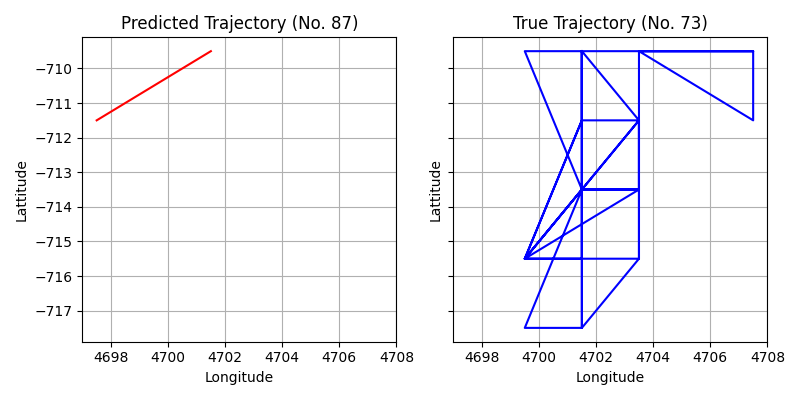 Predicted Trajectory (No. 87)
True Trajectory (No. 73)
−710
−711
−712
−713
−714
−715
−716
−717
Lattitude
Lattitude
4698 4700 4702 4704 4706 4708
4698 4700 4702 4704 4706 4708
Longitude
Longitude